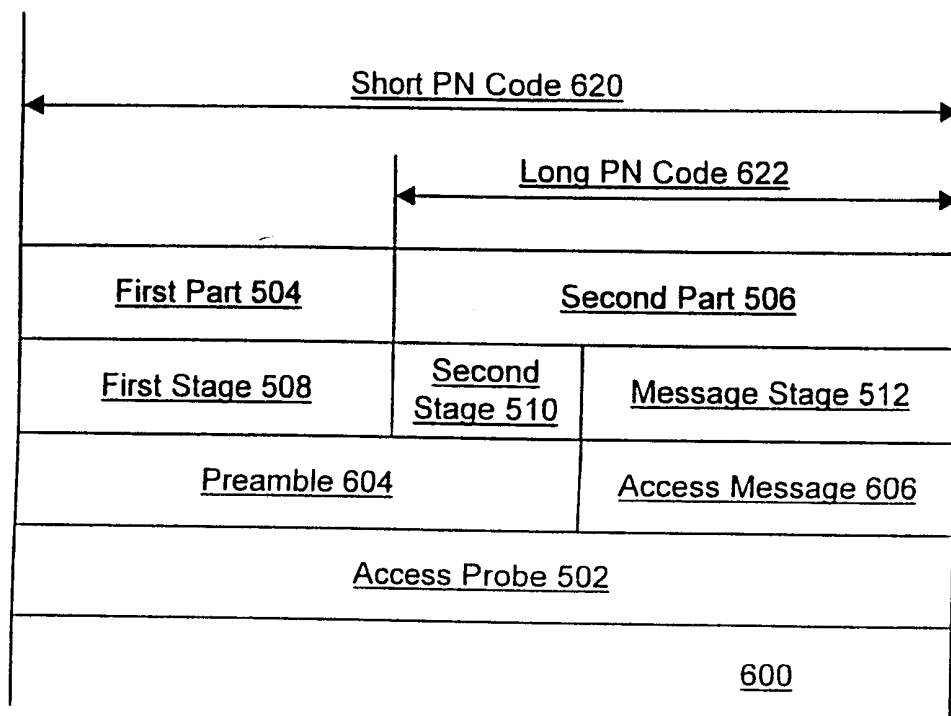 Short PN Code 620
Long PN Code 622
First Part 504
Second Part 506
First Stage 508
Second
Stage 510
Message Stage 512
Preamble 604
Access Message 606
Access Probe 502
600